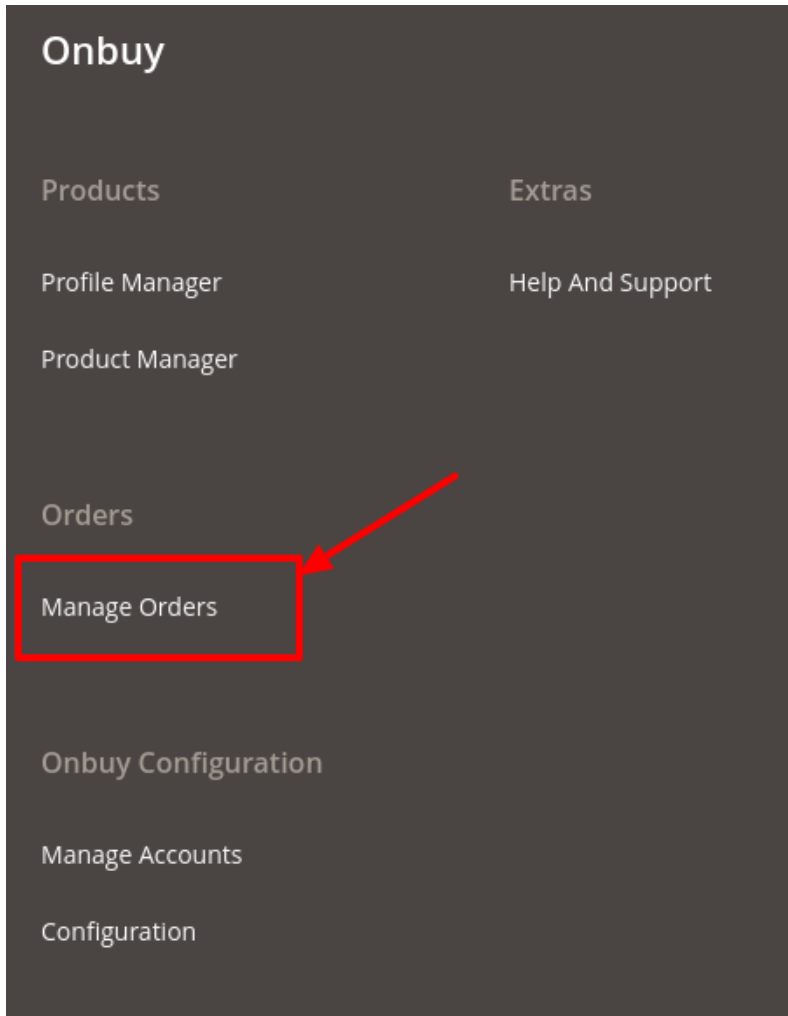 Onbuy
Products
Profile Manager
Product Manager
Extras
Help And Support
Orders
Manage Orders
Onbuy Configuration
Manage Accounts
Configuration